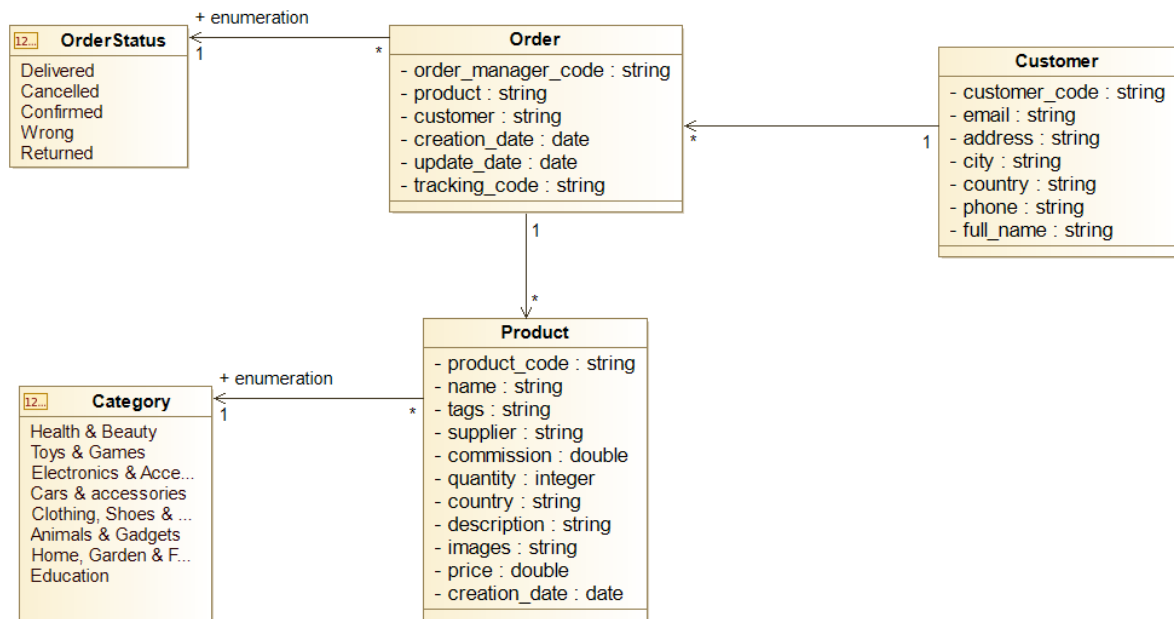 + enumeration
12... OrderStatus
Delivered
Cancelled
Confirmed
Wrong
Returned
1
*
Order
- order_manager_code : string
- product : string
- customer : string
- creation_date : date
- update_date : date
- tracking_code : string
*
1
Customer
- customer_code : string
- email : string
- address : string
- city : string
- country : string
- phone : string
- full_name : string
1
*
+ enumeration
12... Category
Health & Beauty
Toys & Games
Electronics & Acce...
Cars & accessories
Clothing, Shoes & ...
Animals & Gadgets
Home, Garden & F...
Education
1
*
Product
- product_code : string
- name : string
- tags : string
- supplier : string
- commission : double
- quantity : integer
- country : string
- description : string
- images : string
- price : double
- creation_date : date